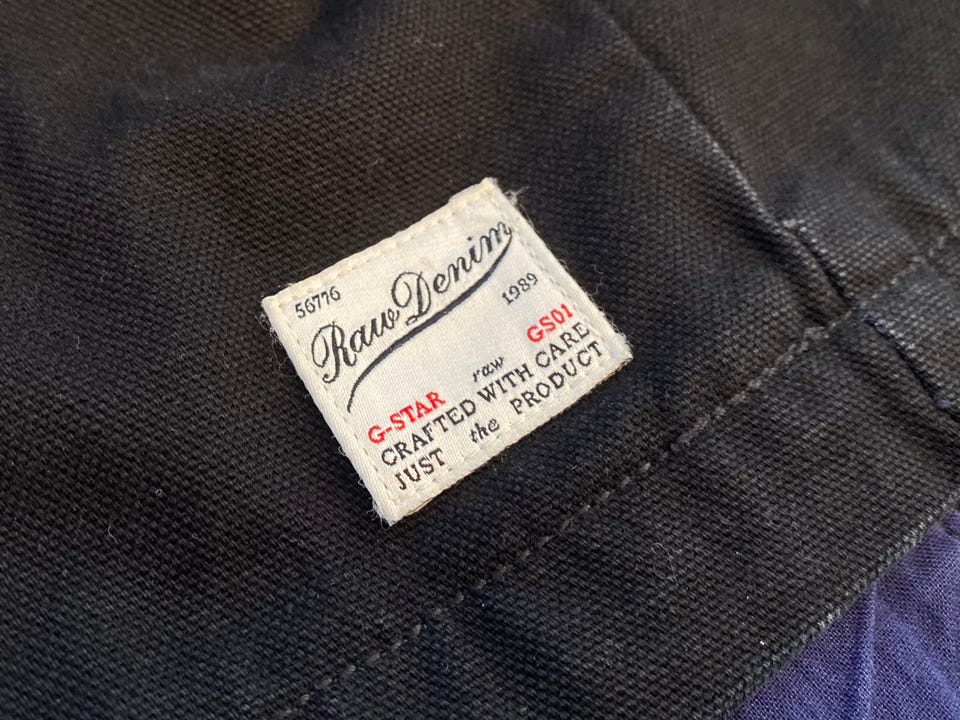 56776
Raw Denim
1989
G-STAR raw GS01
CRAFTED WITH CARE
JUST the PRODUCT